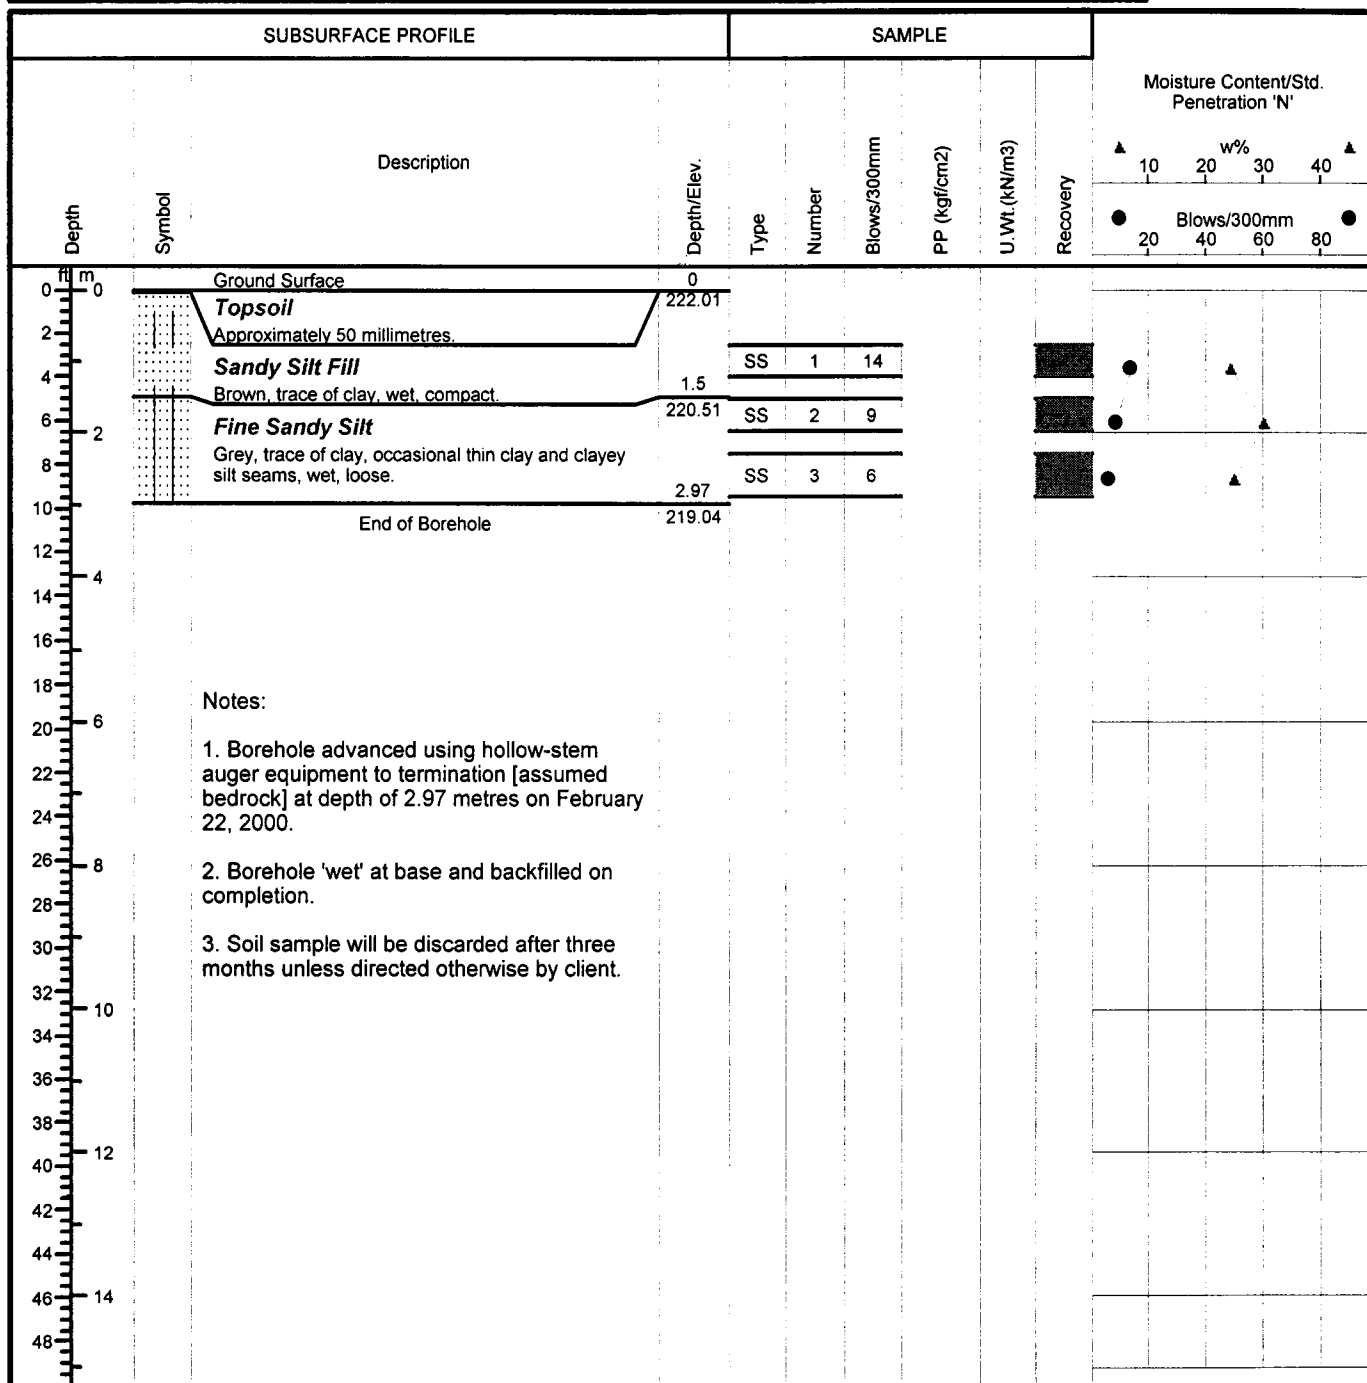 SUBSURFACE PROFILE
SAMPLE
Depth
Symbol
Description
Depth/Elev.
Type
Number
Blows/300mm
PP (kgf/cm2)
U.Wt.(kN/m3)
Recovery
Moisture Content/Std.
Penetration 'N'
w%
10 20 30 40
Blows/300mm
20 40 60 80
ft m
0 0
2
4
6
2
8
10
12
4
14
16
18
20 6
22
24
26 8
28
30
32
10
34
36
38
12
40
42
44
46 14
48
Ground Surface 0
222.01
Topsoil
Approximately 50 millimetres.
Sandy Silt Fill
Brown, trace of clay, wet, compact.
1.5
220.51
Fine Sandy Silt
Grey, trace of clay, occasional thin clay and clayey
silt seams, wet, loose.
2.97
219.04
End of Borehole
SS 1 14
SS 2 9
SS 3 6
Notes:
1. Borehole advanced using hollow-stem
auger equipment to termination [assumed
bedrock] at depth of 2.97 metres on February
22, 2000.
2. Borehole 'wet' at base and backfilled on
completion.
3. Soil sample will be discarded after three
months unless directed otherwise by client.